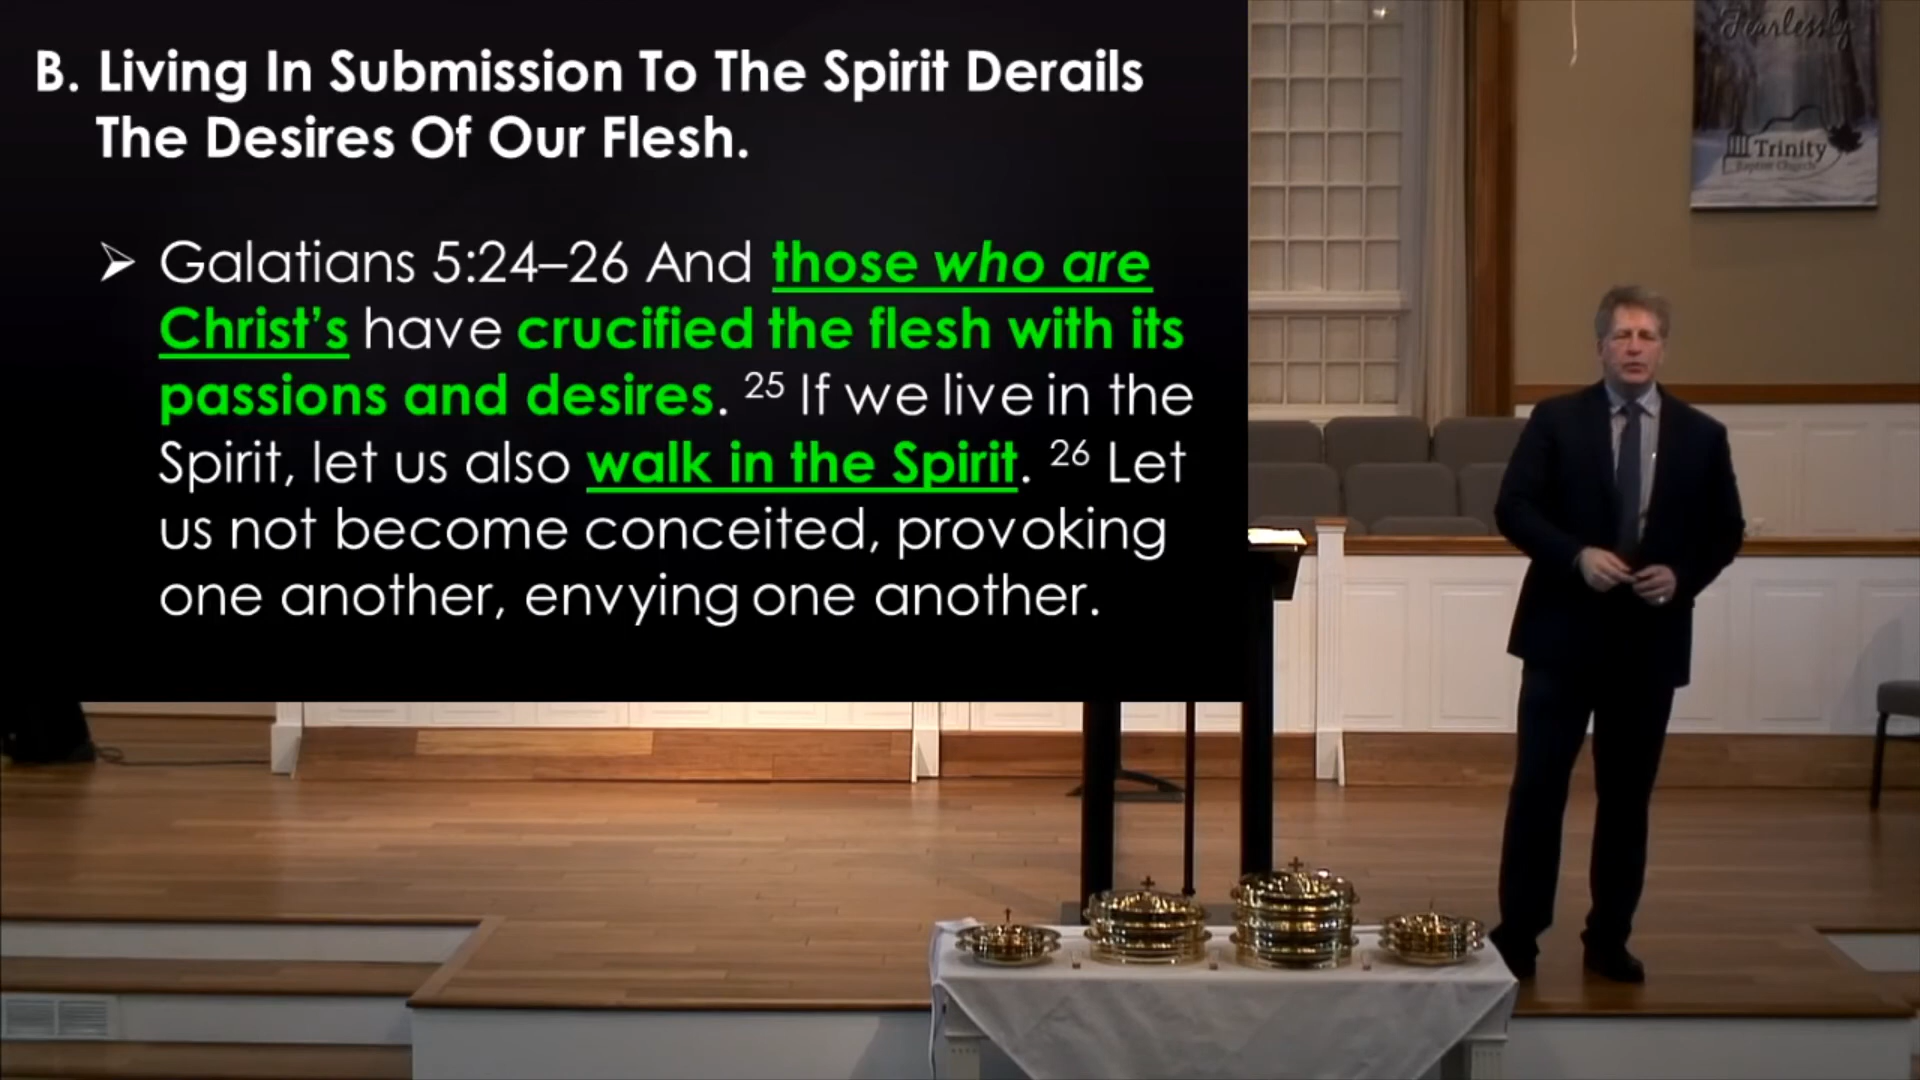 B. Living In Submission To The Spirit Derails
The Desires Of Our Flesh.
➢ Galatians 5:24–26 And those who are
Christ's have crucified the flesh with its
passions and desires. 25 If we live in the
Spirit, let us also walk in the Spirit. 26 Let
us not become conceited, provoking
one another, envying one another.
Fearlessly
Trinity
Baptist Church